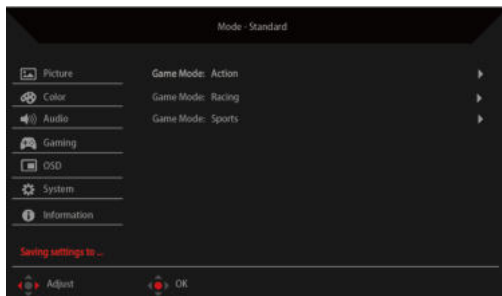 Mode - Standard
Picture
Game Mode: Action
Color
Game Mode: Racing
Audio
Game Mode: Sports
Gaming
OSD
System
Information
Saving settings to ...
Adjust
OK